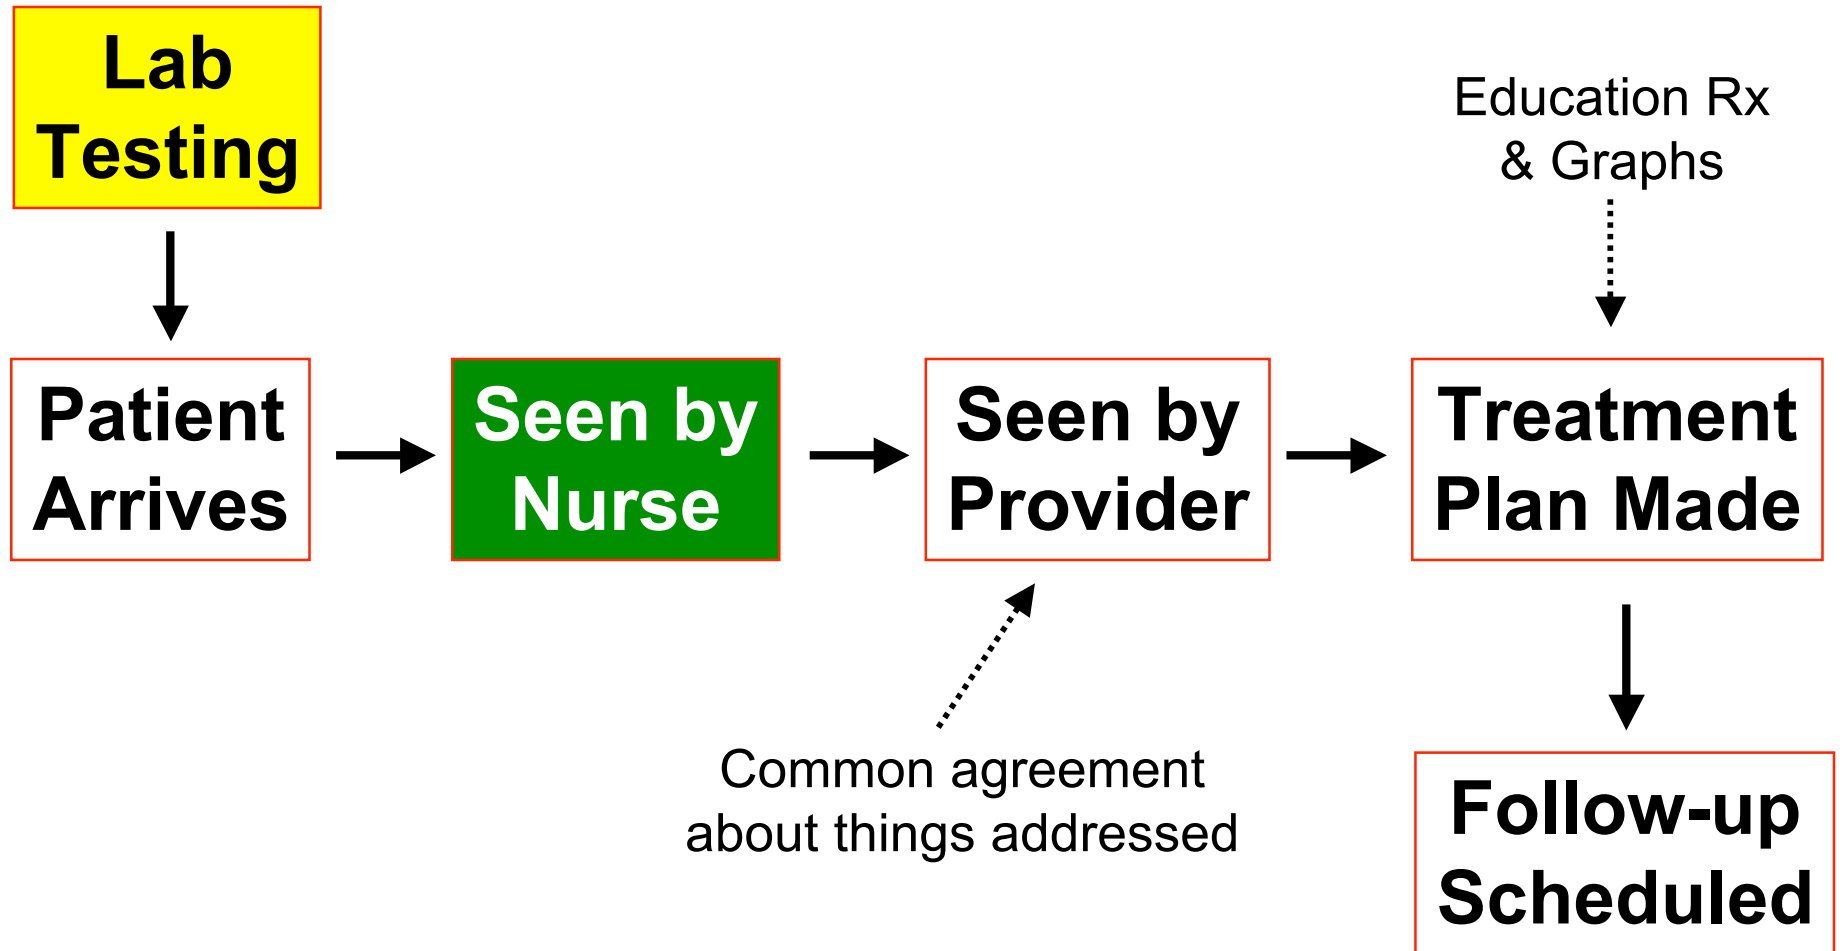 Lab
Testing
Education Rx
& Graphs
Patient
Arrives
Seen by
Nurse
Seen by
Provider
Treatment
Plan Made
Common agreement
about things addressed
Follow-up
Scheduled